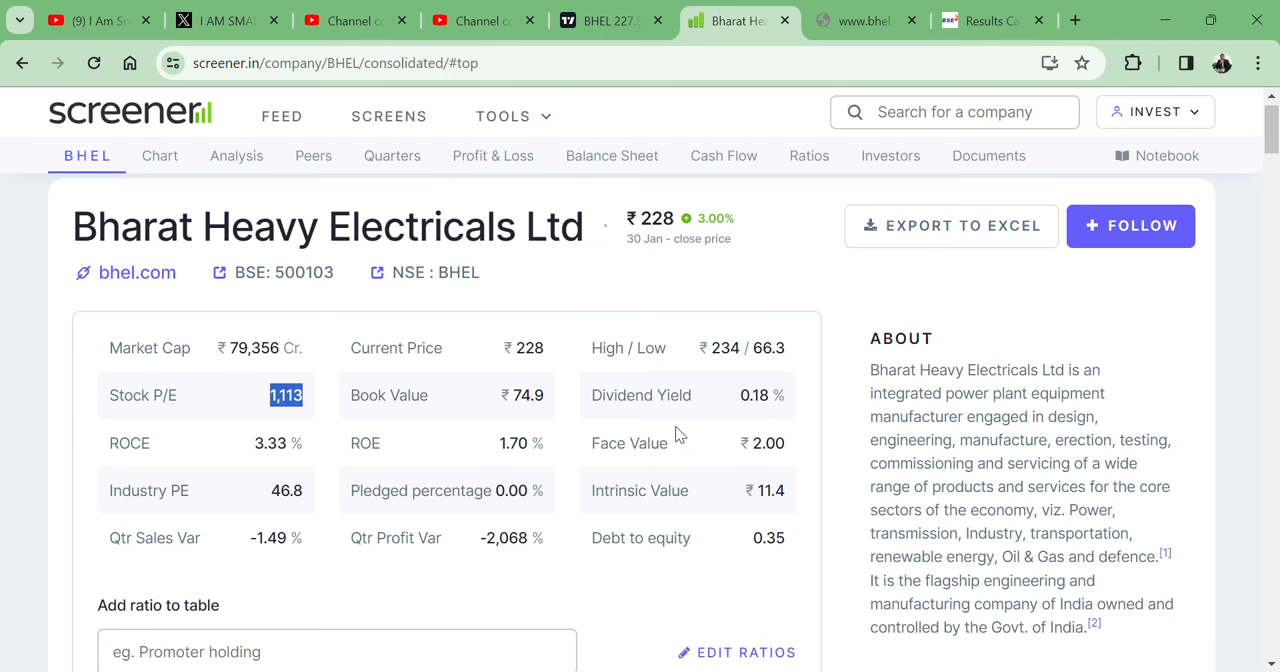 (9) I Am Sm
I AM SMA
Channel co
Channel co
BHEL 227.
Bharat Hea
www.bhel.
Results Ca
screener.in/company/BHEL/consolidated/#top
screener
FEED
SCREENS
TOOLS
Search for a company
INVEST
BHEL
Chart
Analysis
Peers
Quarters
Profit & Loss
Balance Sheet
Cash Flow
Ratios
Investors
Documents
Notebook
Bharat Heavy Electricals Ltd
₹ 228 3.00%
30 Jan - close price
EXPORT TO EXCEL
+ FOLLOW
bhel.com
BSE: 500103
NSE : BHEL
Market Cap ₹ 79,356 Cr.
Current Price ₹ 228
High / Low ₹ 234 / 66.3
Stock P/E 1,113
Book Value ₹ 74.9
Dividend Yield 0.18 %
ROCE 3.33 %
ROE 1.70 %
Face Value ₹ 2.00
Industry PE 46.8
Pledged percentage 0.00 %
Intrinsic Value ₹ 11.4
Qtr Sales Var -1.49 %
Qtr Profit Var -2,068 %
Debt to equity 0.35
Add ratio to table
eg. Promoter holding
EDIT RATIOS
ABOUT
Bharat Heavy Electricals Ltd is an
integrated power plant equipment
manufacturer engaged in design,
engineering, manufacture, erection, testing,
commissioning and servicing of a wide
range of products and services for the core
sectors of the economy, viz. Power,
transmission, Industry, transportation,
renewable energy, Oil & Gas and defence.[1]
It is the flagship engineering and
manufacturing company of India owned and
controlled by the Govt. of India.[2]